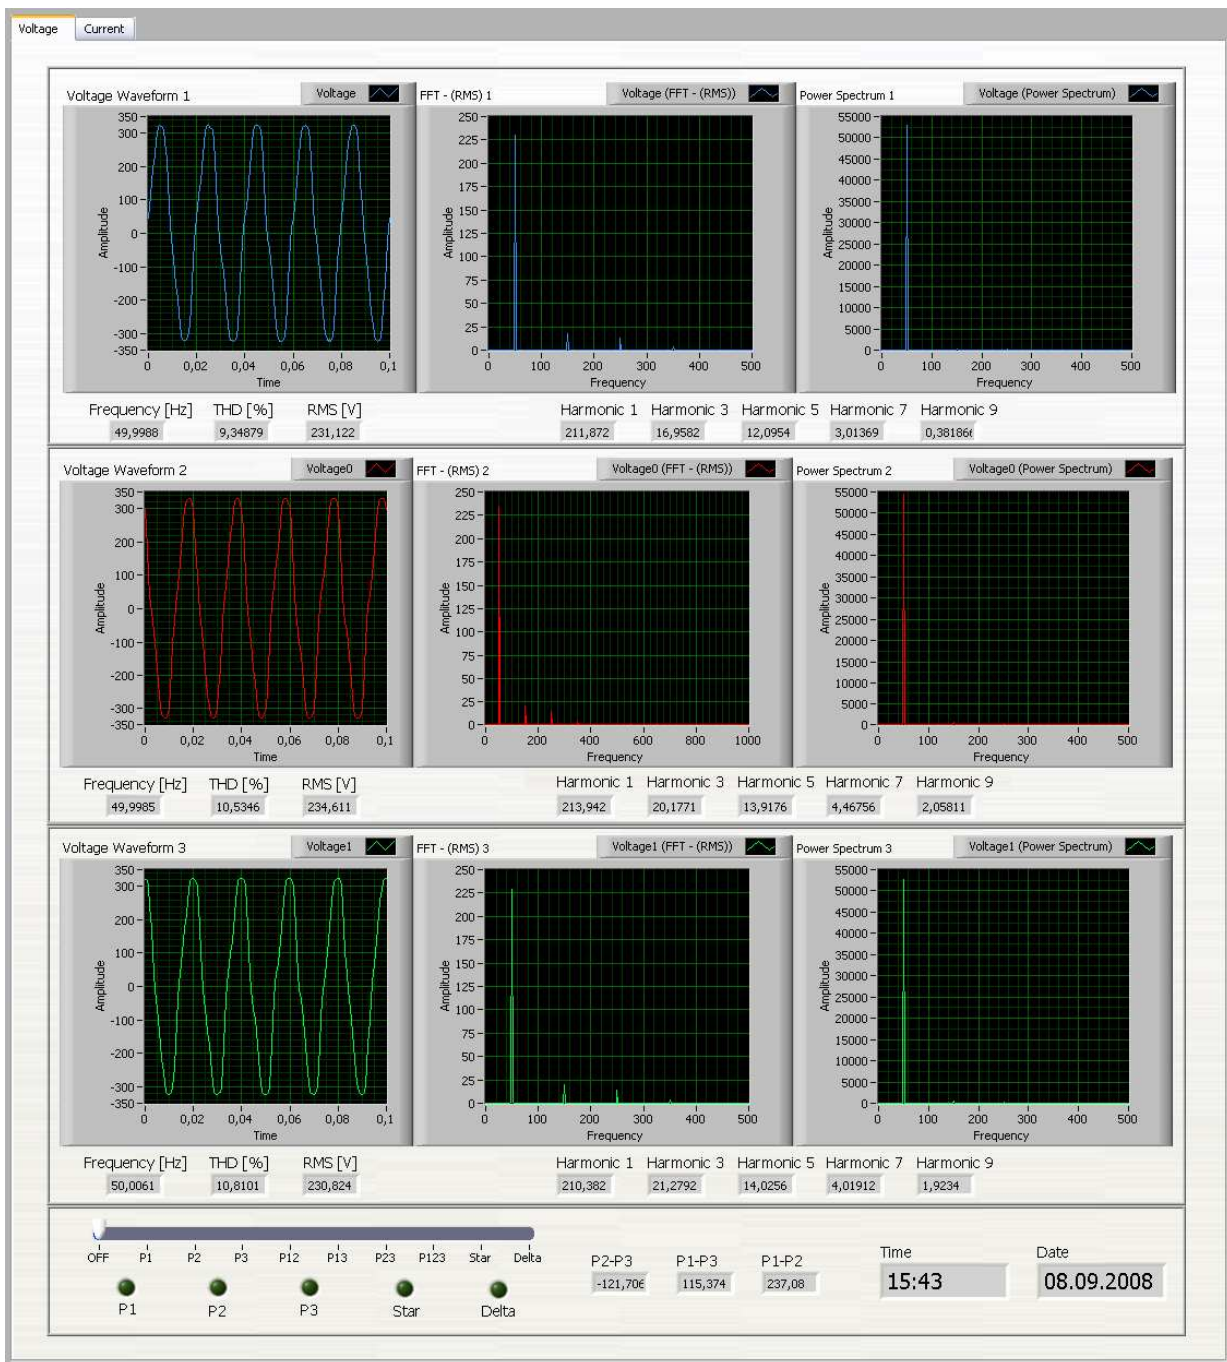 Voltage Current
Voltage Waveform 1 Voltage FFT - (RMS) 1 Voltage (FFT - (RMS)) Power Spectrum 1 Voltage (Power Spectrum)
350 250 55000
300 225 50000
200 200 45000
100 175 40000
0 150 35000
-100 125 30000
-200 100 25000
-300 75 20000
-350 50 15000
25 10000
0 5000
0
Amplitude Amplitude Amplitude
0 0,02 0,04 0,06 0,08 0,1 0 100 200 300 400 500 0 100 200 300 400 500
Time Frequency Frequency
Frequency [Hz] THD [%] RMS [V] Harmonic 1 Harmonic 3 Harmonic 5 Harmonic 7 Harmonic 9
49,9988 9,34879 231,122 211,872 16,9582 12,0954 3,01369 0,38186
Voltage Waveform 2 Voltage0 FFT - (RMS) 2 Voltage0 (FFT - (RMS)) Power Spectrum 2 Voltage0 (Power Spectrum)
350 250 55000
300 225 50000
200 200 45000
100 175 40000
0 150 35000
-100 125 30000
-200 100 25000
-300 75 20000
-350 50 15000
25 10000
0 5000
0
Amplitude Amplitude Amplitude
0 0,02 0,04 0,06 0,08 0,1 0 200 400 600 800 1000 0 100 200 300 400 500
Time Frequency Frequency
Frequency [Hz] THD [%] RMS [V] Harmonic 1 Harmonic 3 Harmonic 5 Harmonic 7 Harmonic 9
49,9985 10,5346 234,611 213,942 20,1771 13,9176 4,46756 2,05811
Voltage Waveform 3 Voltage1 FFT - (RMS) 3 Voltage1 (FFT - (RMS)) Power Spectrum 3 Voltage1 (Power Spectrum)
350 250 55000
300 225 50000
200 200 45000
100 175 40000
0 150 35000
-100 125 30000
-200 100 25000
-300 75 20000
-350 50 15000
25 10000
0 5000
0
Amplitude Amplitude Amplitude
0 0,02 0,04 0,06 0,08 0,1 0 100 200 300 400 500 0 100 200 300 400 500
Time Frequency Frequency
Frequency [Hz] THD [%] RMS [V] Harmonic 1 Harmonic 3 Harmonic 5 Harmonic 7 Harmonic 9
50,0061 10,8101 230,824 210,382 21,2792 14,0256 4,01912 1,9234
OFF P1 P2 P3 P12 P13 P23 P123 Star Delta
P1 P2 P3 Star Delta
P2-P3 P1-P3 P1-P2 Time Date
-121,706 115,374 237,08 15:43 08.09.2008